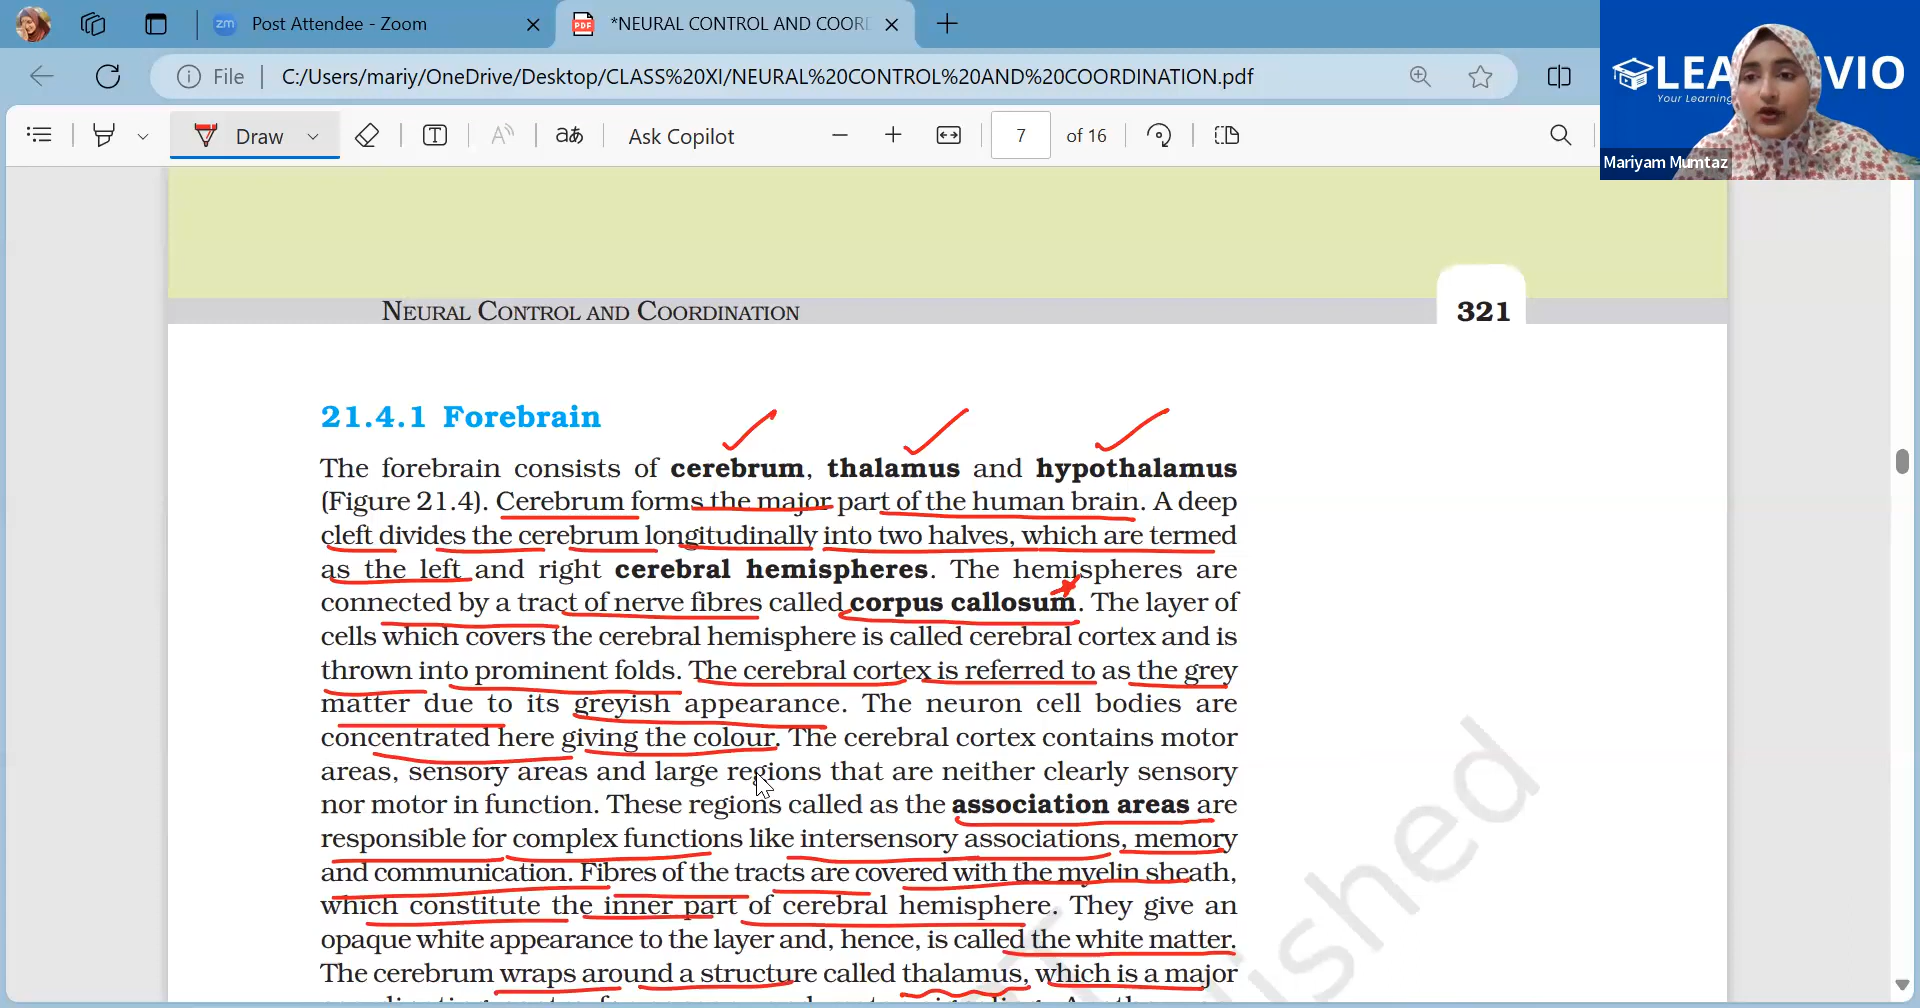 Post Attendee - Zoom
*NEURAL CONTROL AND COOR
File
C:/Users/mariy/OneDrive/Desktop/CLASS%20XI/NEURAL%20CONTROL%20AND%20COORDINATION.pdf
Draw
Ask Copilot
7 of 16
LEA VIO
Your Learning
Mariyam Mumtaz
NEURAL CONTROL AND COORDINATION
321
21.4.1 Forebrain
The forebrain consists of cerebrum, thalamus and hypothalamus
(Figure 21.4). Cerebrum forms the major part of the human brain. A deep
cleft divides the cerebrum longitudinally into two halves, which are termed
as the left and right cerebral hemispheres. The hemispheres are
connected by a tract of nerve fibres called corpus callosum. The layer of
cells which covers the cerebral hemisphere is called cerebral cortex and is
thrown into prominent folds. The cerebral cortex is referred to as the grey
matter due to its greyish appearance. The neuron cell bodies are
concentrated here giving the colour. The cerebral cortex contains motor
areas, sensory areas and large regions that are neither clearly sensory
nor motor in function. These regions called as the association areas are
responsible for complex functions like intersensory associations, memory
and communication. Fibres of the tracts are covered with the myelin sheath,
which constitute the inner part of cerebral hemisphere. They give an
opaque white appearance to the layer and, hence, is called the white matter.
The cerebrum wraps around a structure called thalamus, which is a major